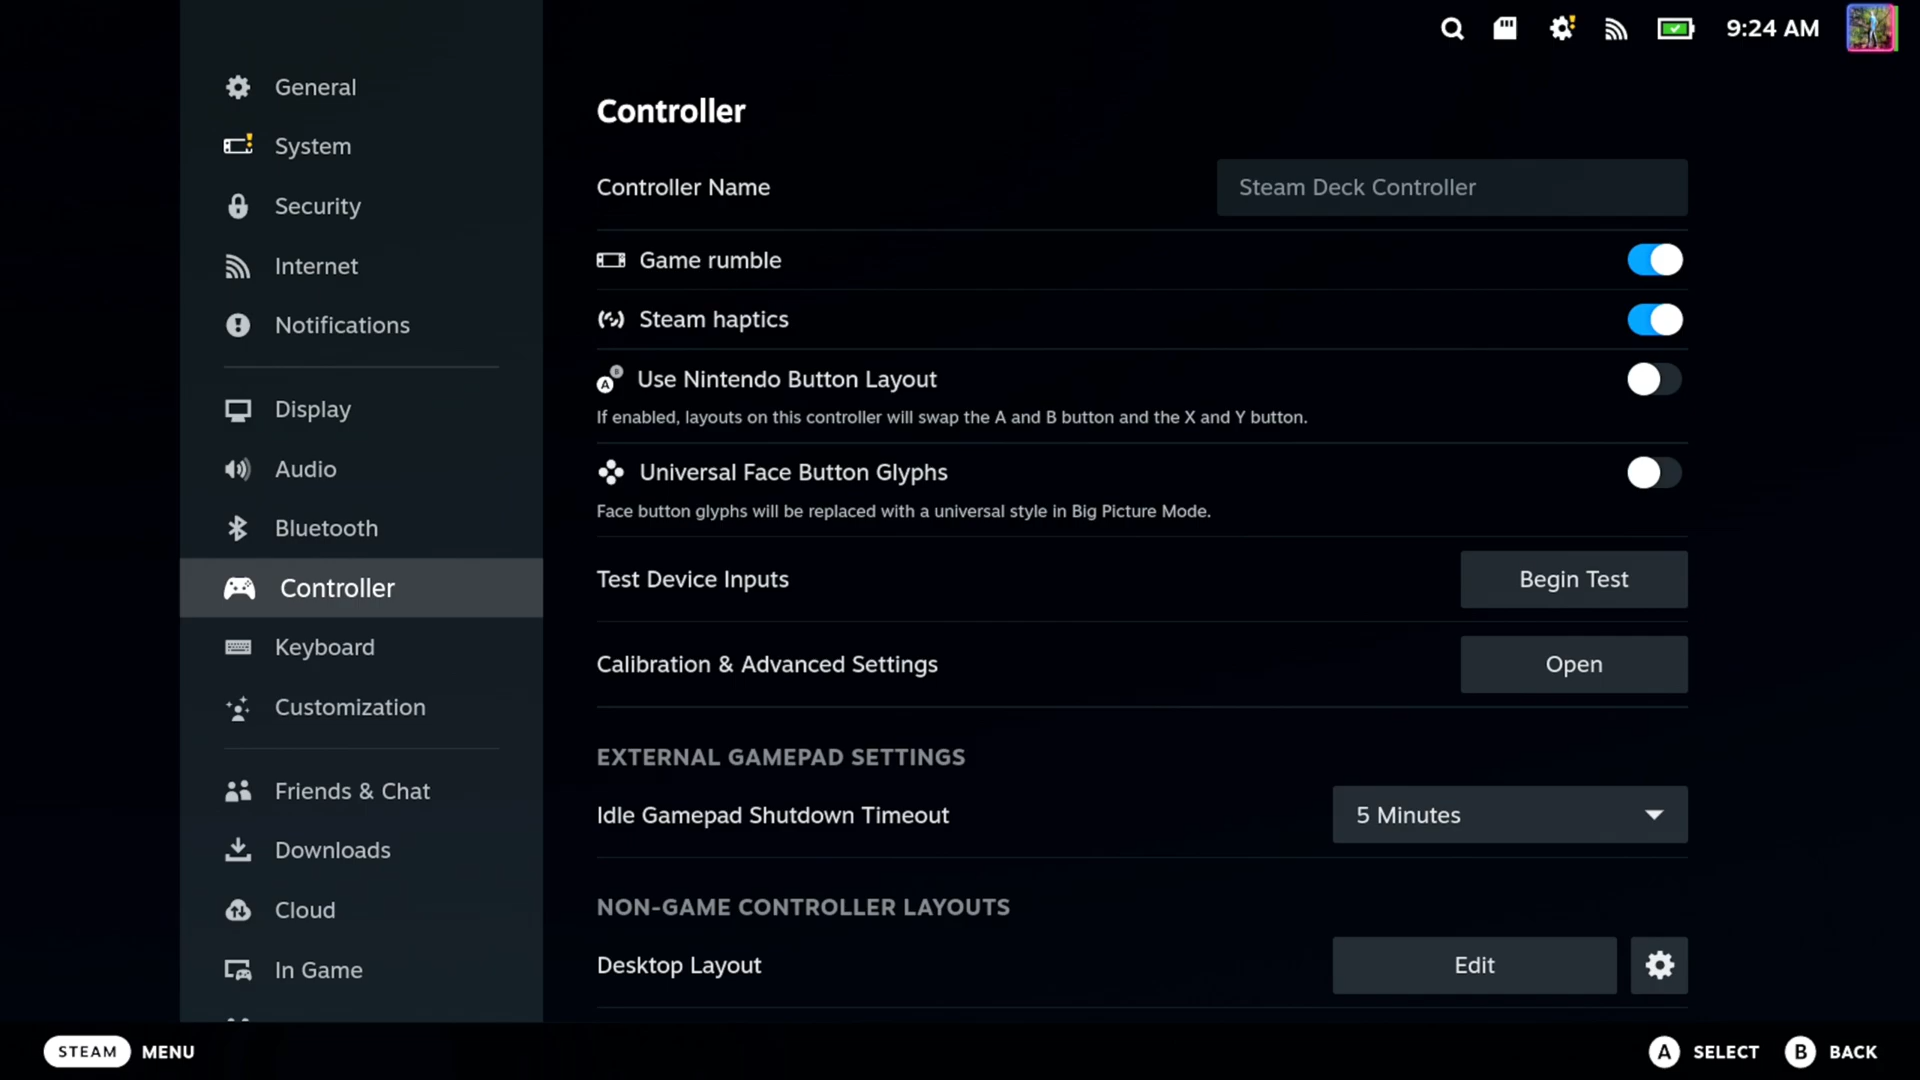 9:24 AM
General
System
Security
Internet
Notifications
Display
Audio
Bluetooth
Controller
Keyboard
Customization
Friends & Chat
Downloads
Cloud
In Game
Controller
Controller Name
Steam Deck Controller
Game rumble
Steam haptics
Use Nintendo Button Layout
If enabled, layouts on this controller will swap the A and B button and the X and Y button.
Universal Face Button Glyphs
Face button glyphs will be replaced with a universal style in Big Picture Mode.
Test Device Inputs
Begin Test
Calibration & Advanced Settings
Open
EXTERNAL GAMEPAD SETTINGS
Idle Gamepad Shutdown Timeout
5 Minutes
NON-GAME CONTROLLER LAYOUTS
Desktop Layout
Edit
STEAM MENU
A SELECT B BACK